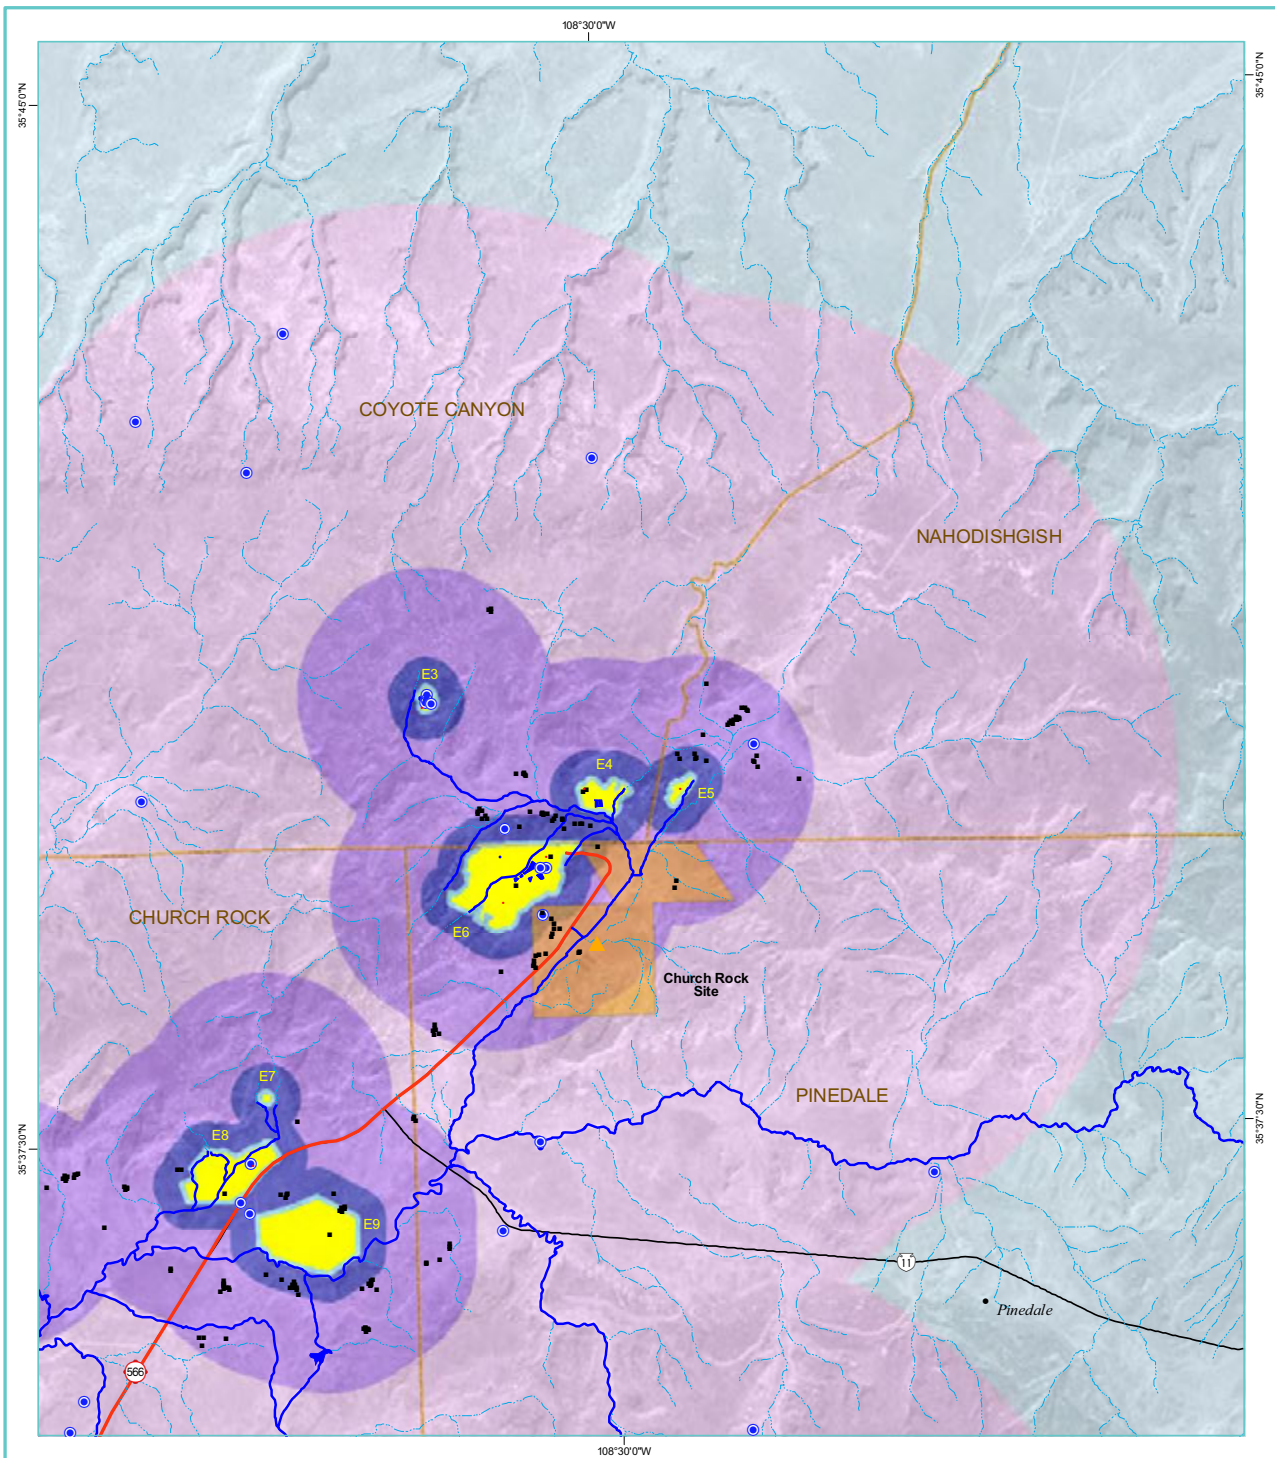 108°30'0"W
35°45'0"N
35°45'0"N
COYOTE CANYON
NAHODISHGISH
E3
E4
E5
CHURCH ROCK
E6
Church Rock
Site
E7
PINEDALE
E8
35°37'30"N
35°37'30"N
E9
11
Pinedale
566
108°30'0"W